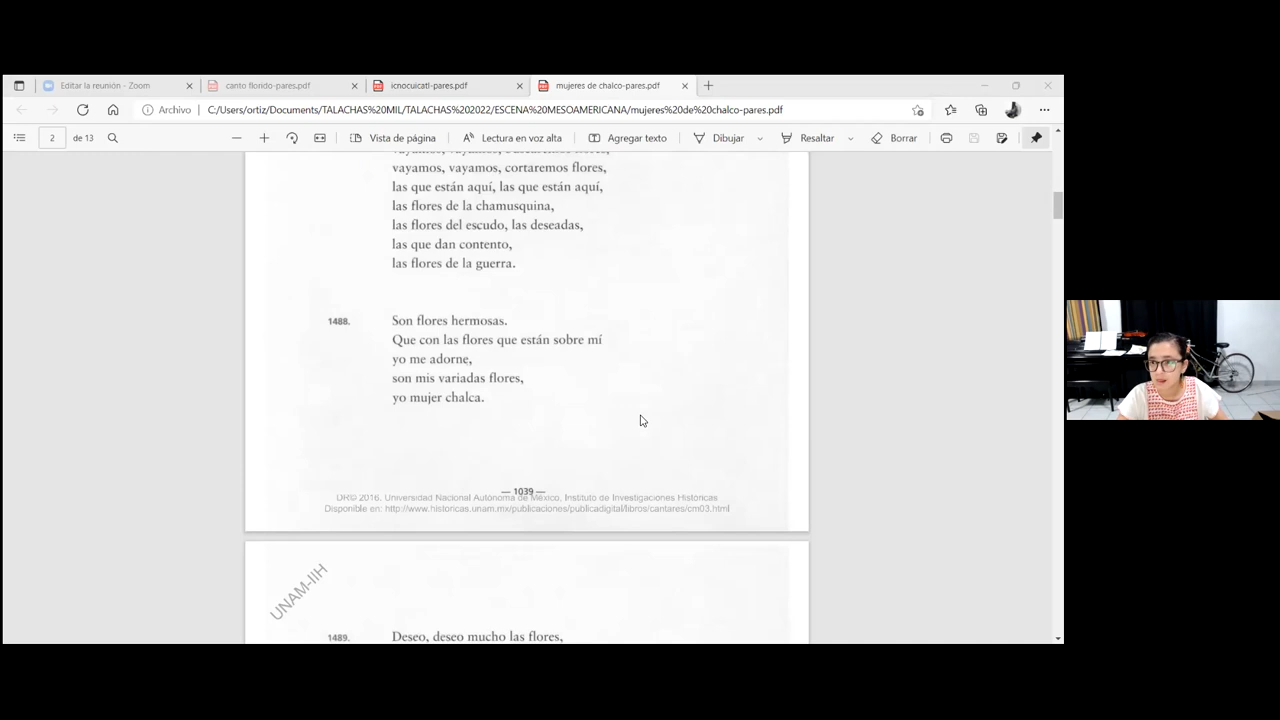 Editar la reunión - Zoom
canto florido-pares.pdf
icnocuicatl-pares.pdf
mujeres de chalco-pares.pdf
Archivo
C:/Users/ortiz/Documents/TALACHAS%20MIL/TALACHAS%202022/ESCENA%20MESOAMERICANA/mujeres%20de%20chalco-pares.pdf
2 de 13
Vista de página
Lectura en voz alta
Agregar texto
Dibujar
Resaltar
Borrar
vayamos, vayamos, cortaremos flores,
las que están aquí, las que están aquí,
las flores de la chamusquina,
las flores del escudo, las deseadas,
las que dan contento,
las flores de la guerra.
1488. Son flores hermosas.
Que con las flores que están sobre mí
yo me adorne,
son mis variadas flores,
yo mujer chalca.
— 1039 —
DR© 2016. Universidad Nacional Autónoma de México, Instituto de Investigaciones Históricas
Disponible en: http://www.historicas.unam.mx/publicaciones/publicadigital/libros/cantares/cm03.html
UNAM-IIH
1489. Deseo, deseo mucho las flores,